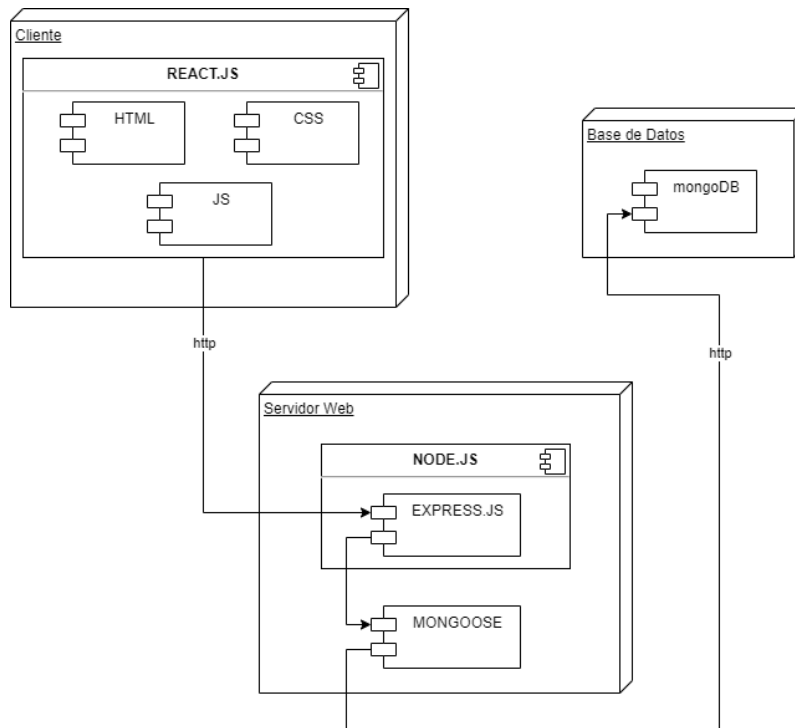 Cliente
REACT.JS
HTML
CSS
JS
Base de Datos
mongoDB
http
http
Servidor Web
NODE.JS
EXPRESS.JS
MONGOOSE